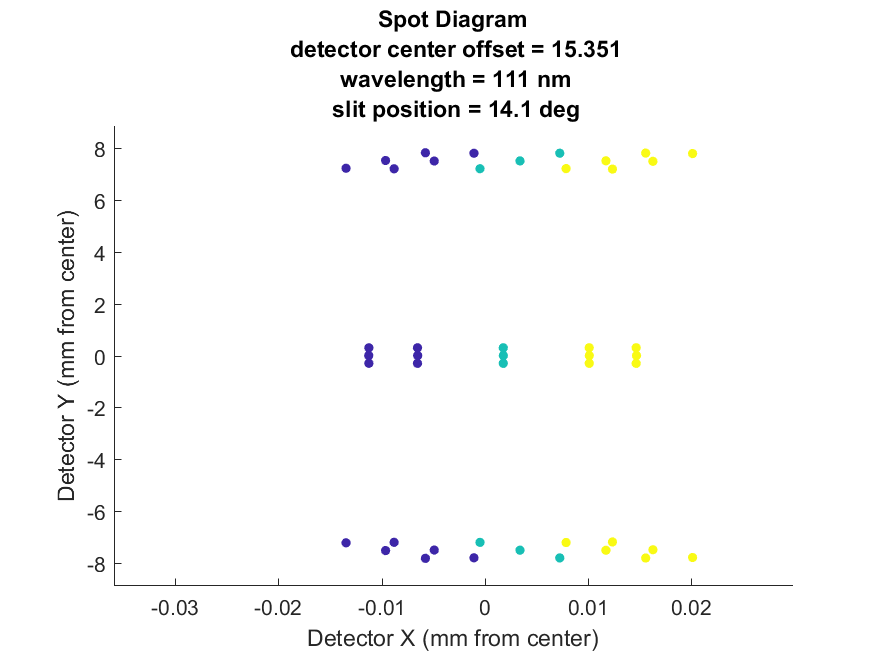 Spot Diagram
detector center offset = 15.351
wavelength = 111 nm
slit position = 14.1 deg
8
6
4
2
0
-2
-4
-6
-8
Detector Y (mm from center)
-0.03 -0.02 -0.01 0 0.01 0.02
Detector X (mm from center)